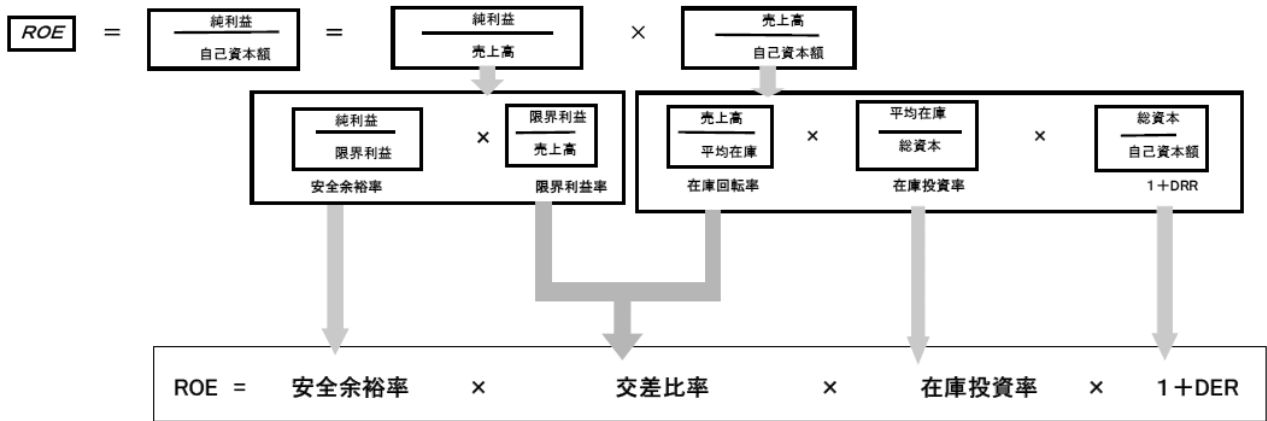 ROE = 純利益 = 純利益 × 売上高
自己資本額 売上高 自己資本額
純利益 × 限界利益 売上高 × 平均在庫 × 総資本
限界利益 売上高 平均在庫 総資本 自己資本額
安全余裕率 限界利益率 在庫回転率 在庫投資率 1+DRR
ROE = 安全余裕率 × 交差比率 × 在庫投資率 × 1+DER